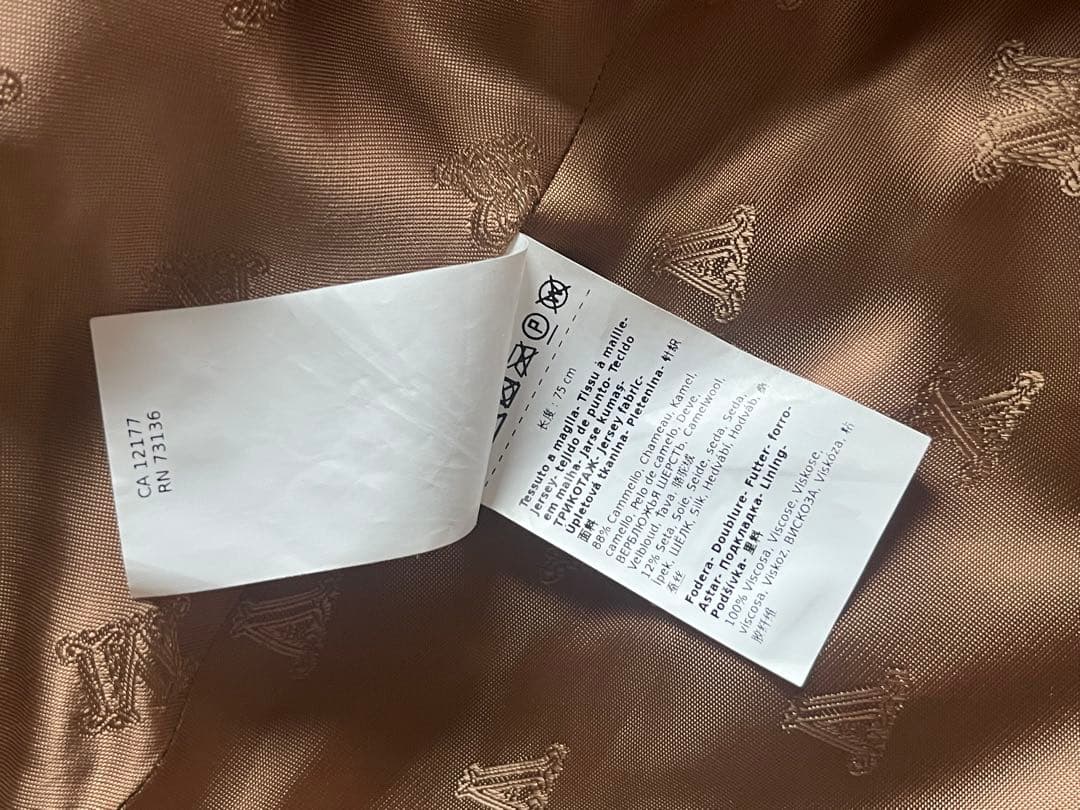 CA 12177
RN 73136
长度 : 75 cm
Tessuto a maglia- Tissu à maille-
Jersey- tejido de punto- Tecido
em malha- Jarse kumaş-
ТРИКОТАЖ- Jersey fabric-
Úpletová tkanina- Pletenina- 针织
面料
88% Cammello, Chameau, Kamel,
camello, Pelo de camelo, Deve,
ВЕРБЛЮЖЬЯ ШЕРСТЬ, Camelwool,
Velbloud, Ťava, 骆驼绒
12% Seta, Soie, Seide, seda, Seda,
Ipek, ШЁЛК, Silk, Hedvábí, Hodváb, 桑
蚕丝
Fodera- Doublure- Futter- forro-
Astar- Подкладка- Lining-
Podšívka- 里料
100% Viscosa, Viscose, Viskose,
viscosa, Viskoz, ВИСКОЗА, Viskóza, 粘
胶纤维